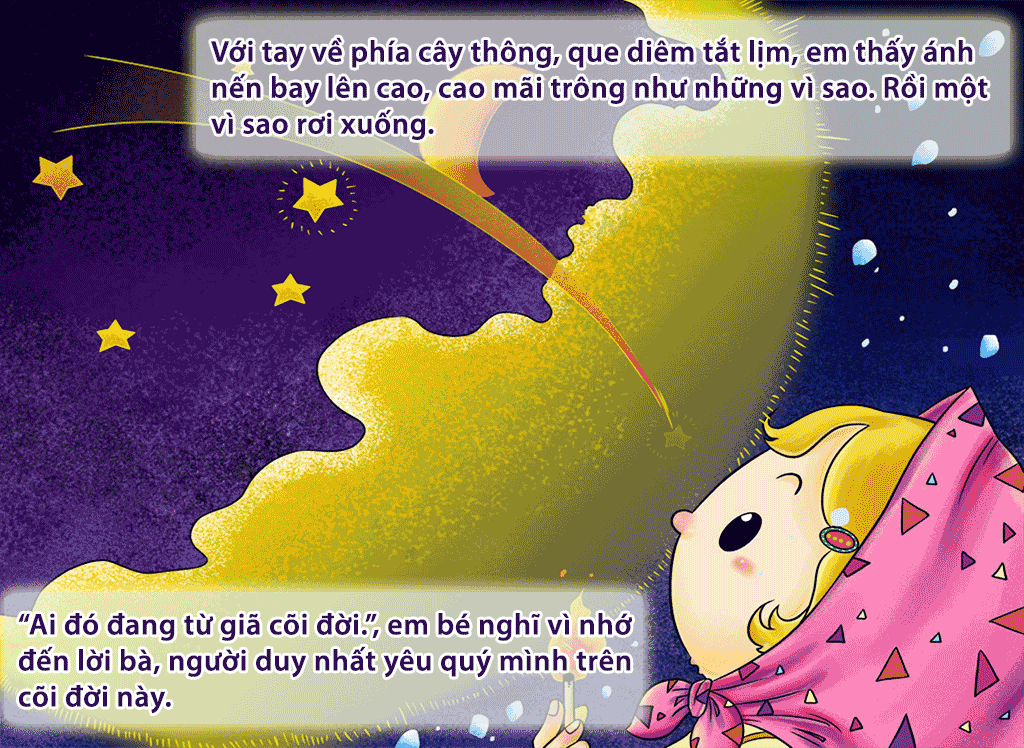 Với tay về phía cây thông, que diêm tắt lịm, em thấy ánh
nến bay lên cao, cao mãi trông như những vì sao. Rồi một
vì sao rơi xuống.
“Ai đó đang từ giã cõi đời.”, em bé nghĩ vì nhớ
đến lời bà, người duy nhất yêu quý mình trên
cõi đời này.